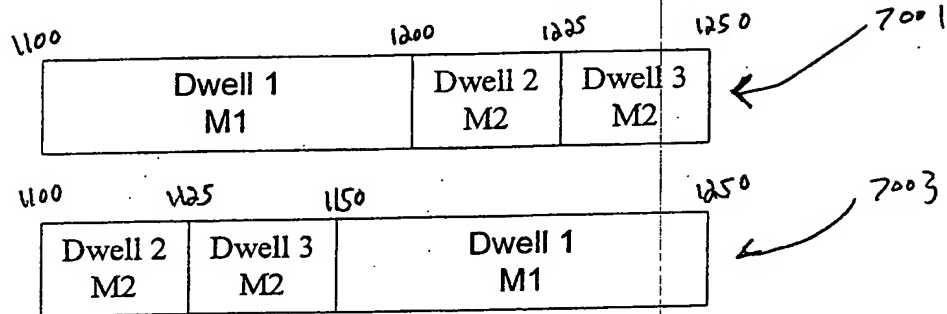 1100 1200 1225 1250 7001
Dwell 1 Dwell 2 Dwell 3
M1 M2 M2
1100 1125 1150 1250 7003
Dwell 2 Dwell 3 Dwell 1
M2 M2 M1